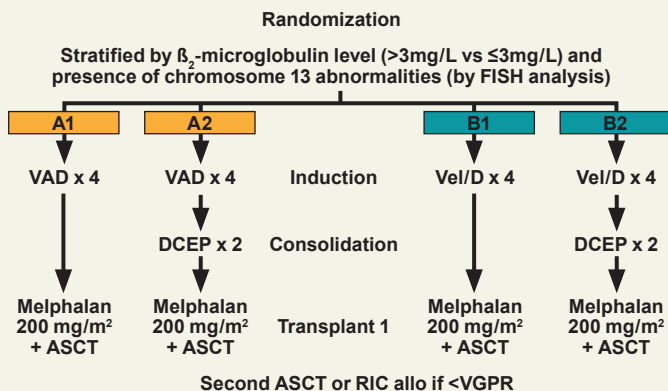 Randomization
Stratified by ß₂-microglobulin level (>3mg/L vs ≤3mg/L) and
presence of chromosome 13 abnormalities (by FISH analysis)
A1 A2 B1 B2
VAD x 4 VAD x 4 Induction Vel/D x 4 Vel/D x 4
DCEP x 2 Consolidation DCEP x 2
Melphalan Melphalan Melphalan Melphalan
200 mg/m² 200 mg/m² Transplant 1 200 mg/m² 200 mg/m²
+ ASCT + ASCT + ASCT + ASCT
Second ASCT or RIC allo if <VGPR